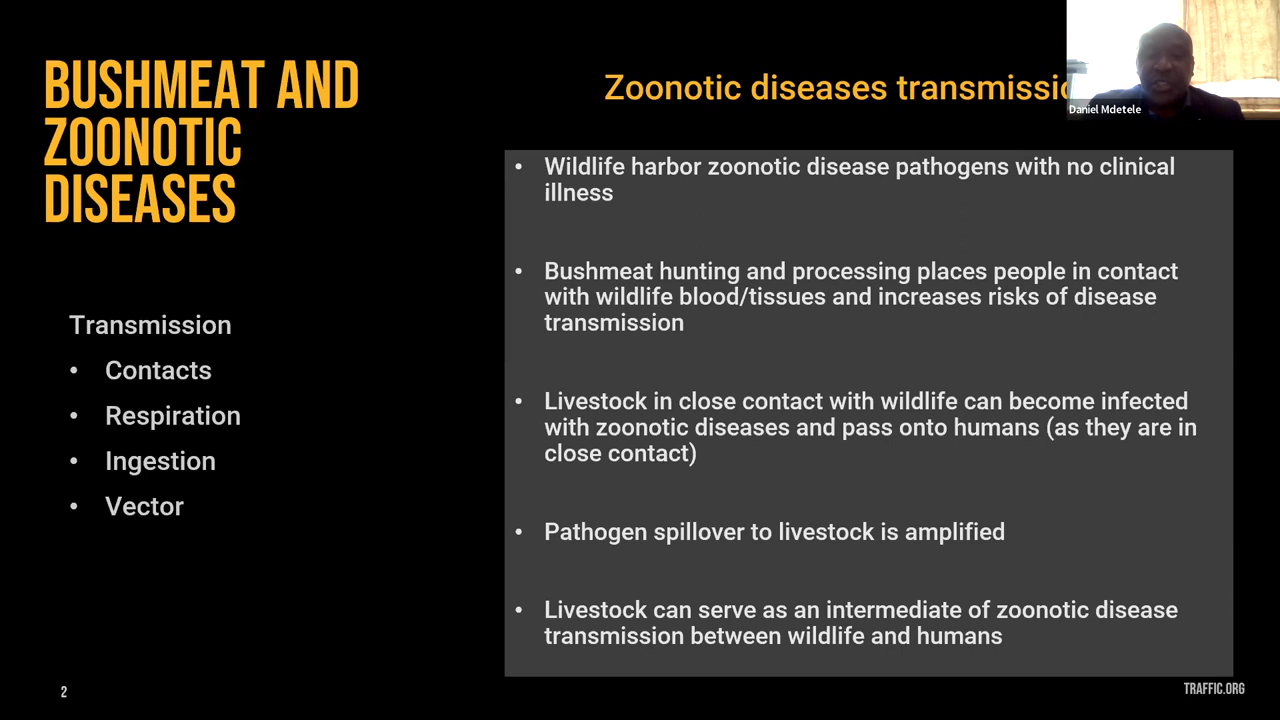 BUSHMEAT AND
ZOONOTIC
DISEASES
Transmission
• Contacts
• Respiration
• Ingestion
• Vector
2
Zoonotic diseases
Daniel Mdetele
• Wildlife harbor zoonotic disease pathogens with no clinical
illness
• Bushmeat hunting and processing places people in contact
with wildlife blood/tissues and increases risks of disease
transmission
• Livestock in close contact with wildlife can become infected
with zoonotic diseases and pass onto humans (as they are in
close contact)
• Pathogen spillover to livestock is amplified
• Livestock can serve as an intermediate of zoonotic disease
transmission between wildlife and humans
TRAFFIC.ORG